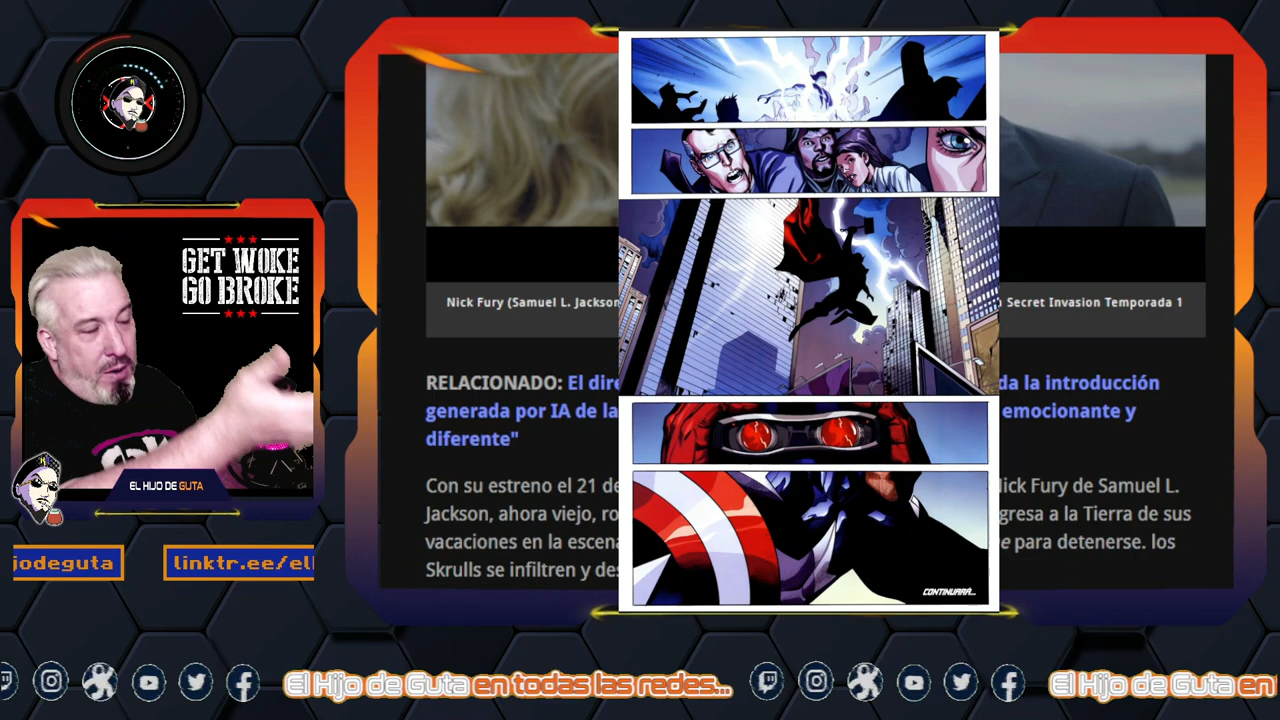 GET WOKE
GO BROKE
EL HIJO DE GUTA
jodeguta
linktr.ee/el
Nick Fury (Samuel L. Jackson
Secret Invasion Temporada 1
RELACIONADO: El dire
da la introducción
generada por IA de la
emocionante y
diferente"
Con su estreno el 21 de
Nick Fury de Samuel L.
Jackson, ahora viejo, ro
gresa a la Tierra de sus
vacaciones en la escena
e para detenerse. los
Skrulls se infiltren y des
CONTINUARÁ...
El Hijo de Guta en todas las redes...
El Hijo de Guta en